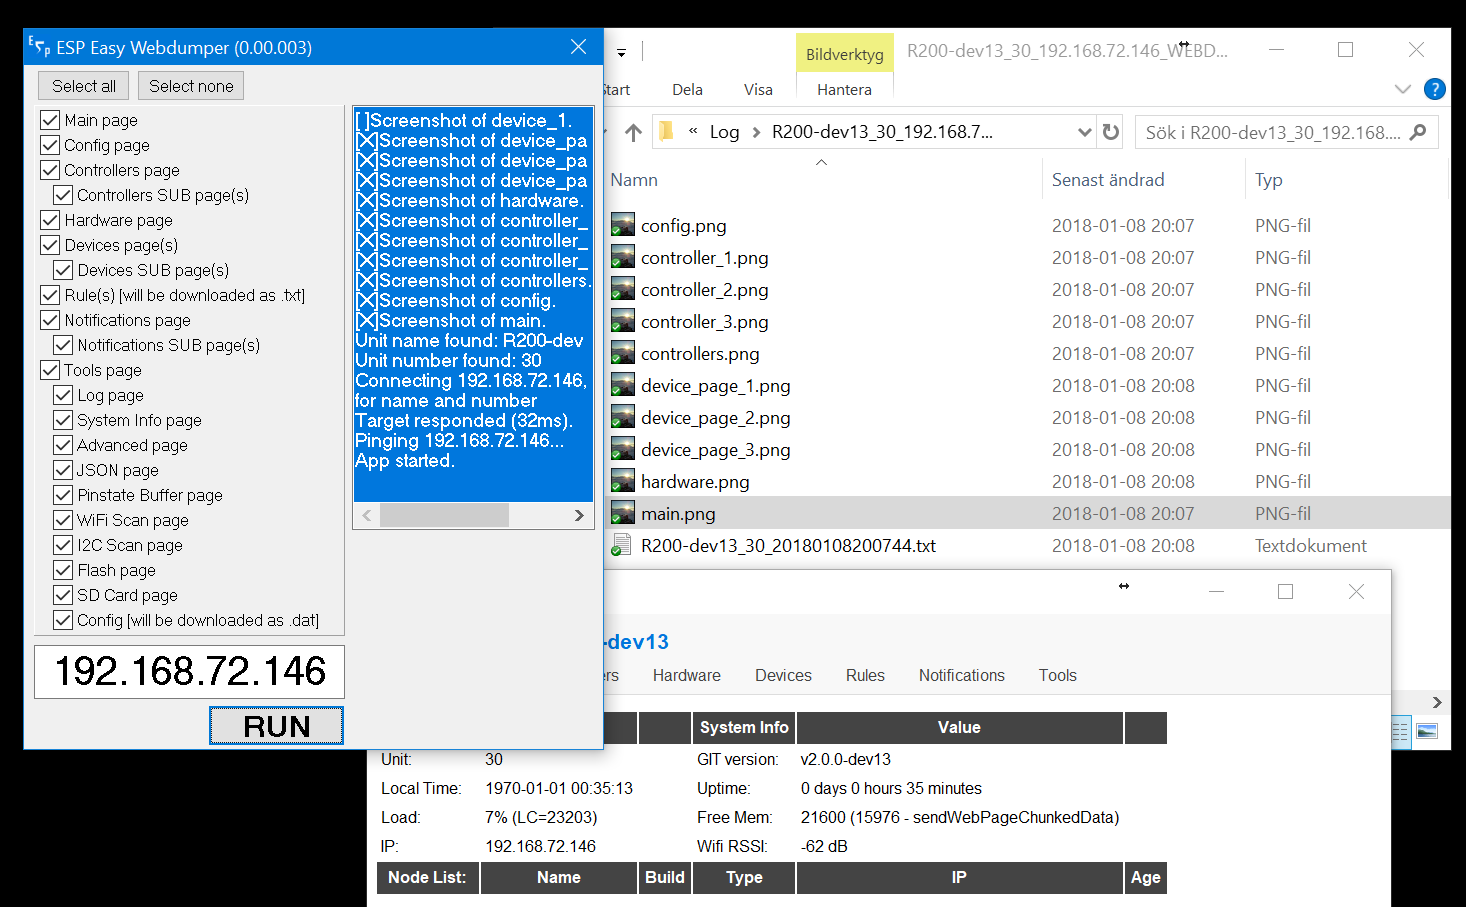 ESP Easy Webdumper (0.00.003)
Select all
Select none
Main page
Config page
Controllers page
Controllers SUB page(s)
Hardware page
Devices page(s)
Devices SUB page(s)
Rule(s) [will be downloaded as .txt]
Notifications page
Notifications SUB page(s)
Tools page
Log page
System Info page
Advanced page
JSON page
Pinstate Buffer page
WiFi Scan page
I2C Scan page
Flash page
SD Card page
Config [will be downloaded as .dat]
192.168.72.146
RUN
[ ]Screenshot of device_1.
[X]Screenshot of device_pa
[X]Screenshot of device_pa
[X]Screenshot of device_pa
[X]Screenshot of hardware.
[X]Screenshot of controller_
[X]Screenshot of controller_
[X]Screenshot of controller_
[X]Screenshot of controllers.
[X]Screenshot of config.
[X]Screenshot of main.
Unit name found: R200-dev
Unit number found: 30
Connecting 192.168.72.146,
for name and number
Target responded (32ms).
Pinging 192.168.72.146...
App started.
Bildverktyg
R200-dev13_30_192.168.72.146_WEBD...
Start
Dela
Visa
Hantera
« Log › R200-dev13_30_192.168.7...
Sök i R200-dev13_30_192.168....
Namn
Senast ändrad
Typ
config.png 2018-01-08 20:07 PNG-fil
controller_1.png 2018-01-08 20:07 PNG-fil
controller_2.png 2018-01-08 20:07 PNG-fil
controller_3.png 2018-01-08 20:07 PNG-fil
controllers.png 2018-01-08 20:07 PNG-fil
device_page_1.png 2018-01-08 20:08 PNG-fil
device_page_2.png 2018-01-08 20:08 PNG-fil
device_page_3.png 2018-01-08 20:08 PNG-fil
hardware.png 2018-01-08 20:08 PNG-fil
main.png 2018-01-08 20:07 PNG-fil
R200-dev13_30_20180108200744.txt 2018-01-08 20:08 Textdokument
-dev13
rs Hardware Devices Rules Notifications Tools
System Info Value
Unit: 30 GIT version: v2.0.0-dev13
Local Time: 1970-01-01 00:35:13 Uptime: 0 days 0 hours 35 minutes
Load: 7% (LC=23203) Free Mem: 21600 (15976 - sendWebPageChunkedData)
IP: 192.168.72.146 Wifi RSSI: -62 dB
Node List: Name Build Type IP Age